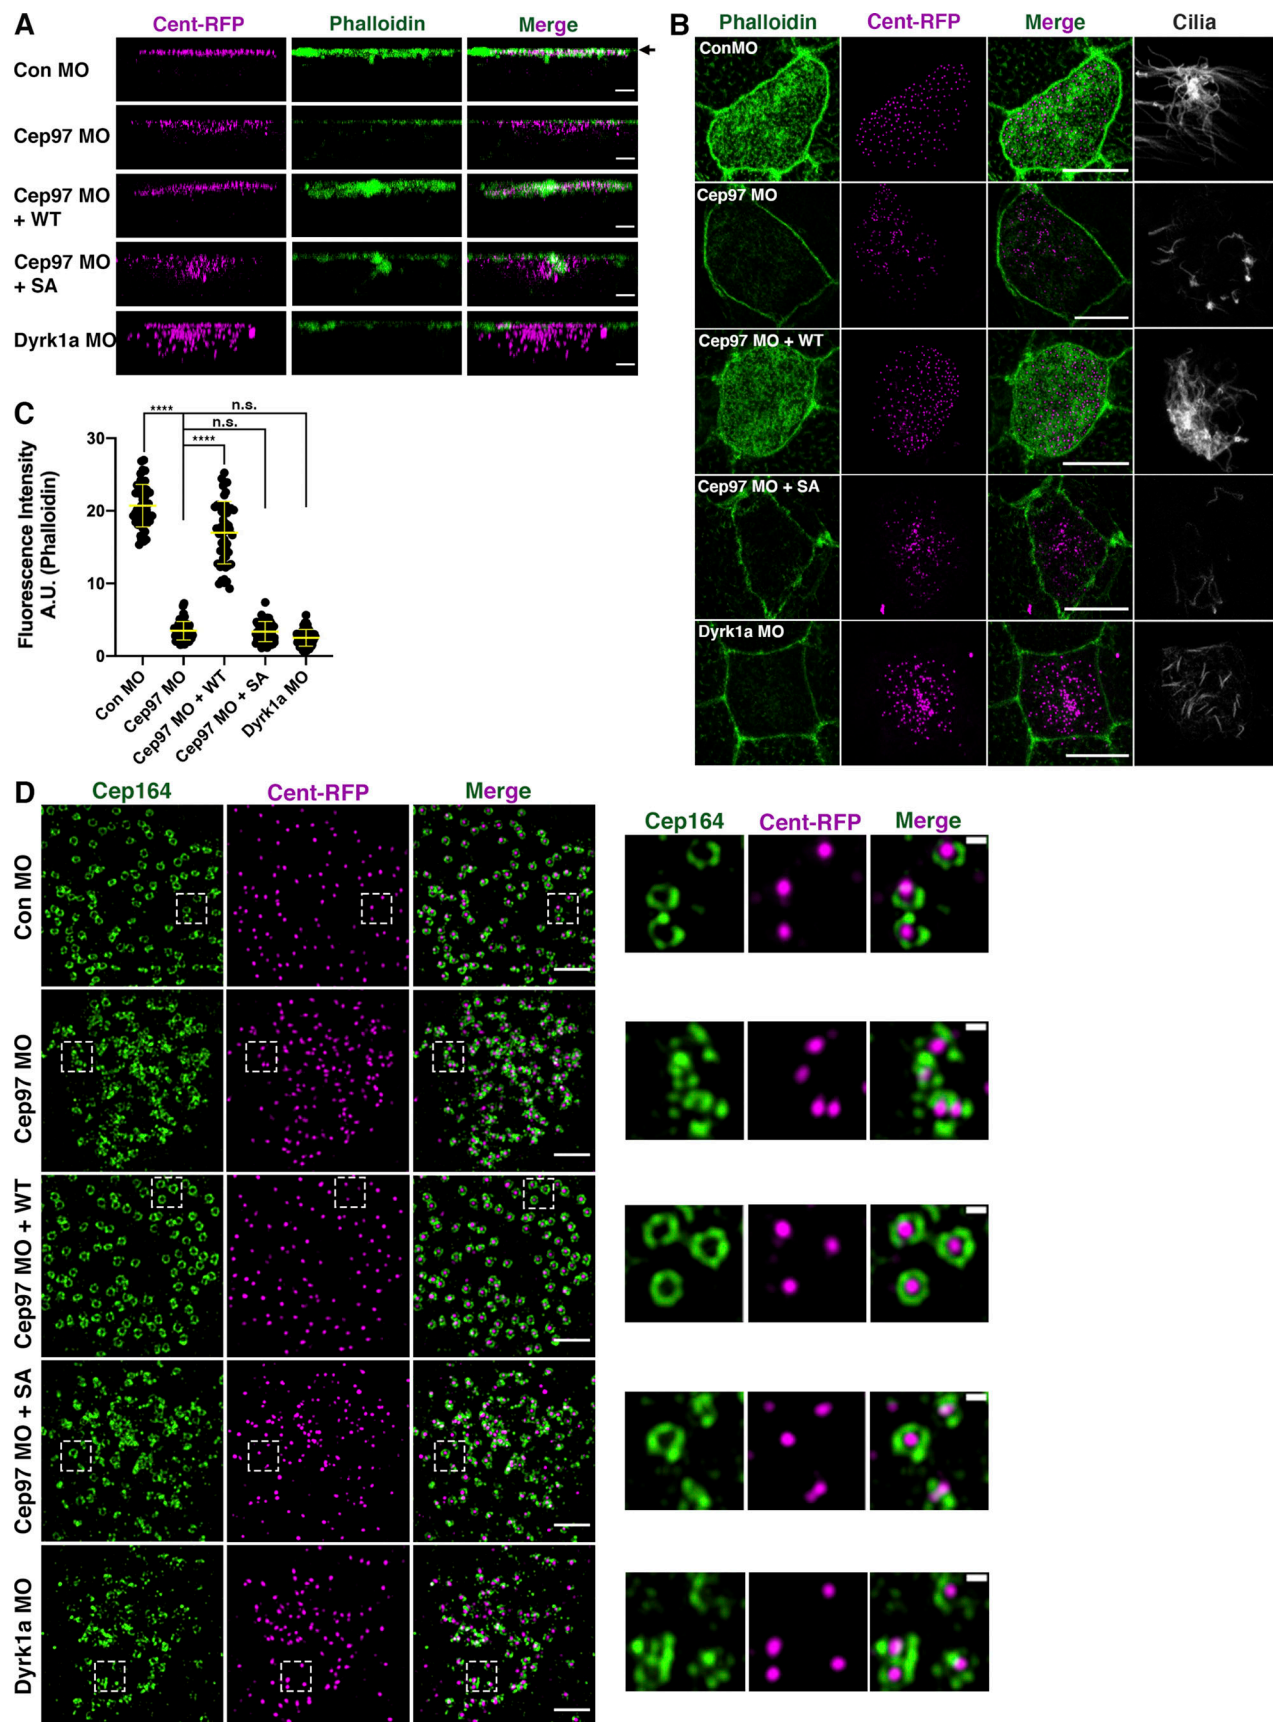 A
Cent-RFP Phalloidin Merge
Con MO
Cep97 MO
Cep97 MO
+ WT
Cep97 MO
+ SA
Dyrk1a MO
B
Phalloidin Cent-RFP Merge Cilia
ConMO
Cep97 MO
Cep97 MO + WT
Cep97 MO + SA
Dyrk1a MO
C
n.s.
**** n.s.
****
Fluorescence Intensity
A.U. (Phalloidin)
30
20
10
0
Con MO
Cep97 MO
Cep97 MO + WT
Cep97 MO + SA
Dyrk1a MO
D
Cep164 Cent-RFP Merge
Cep164 Cent-RFP Merge
Con MO
Cep97 MO
Cep97 MO + WT
Cep97 MO + SA
Dyrk1a MO